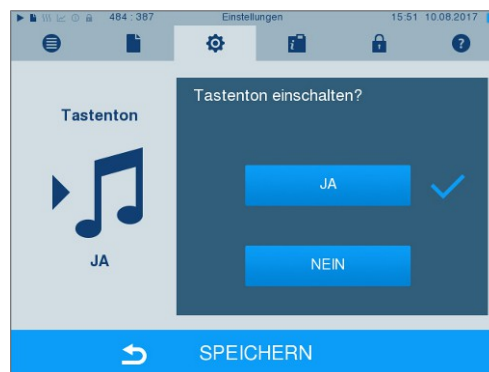 484 : 387 Einstellungen 15:51 10.08.2017
Tastenton
JA
Tastenton einschalten?
JA
NEIN
SPEICHERN